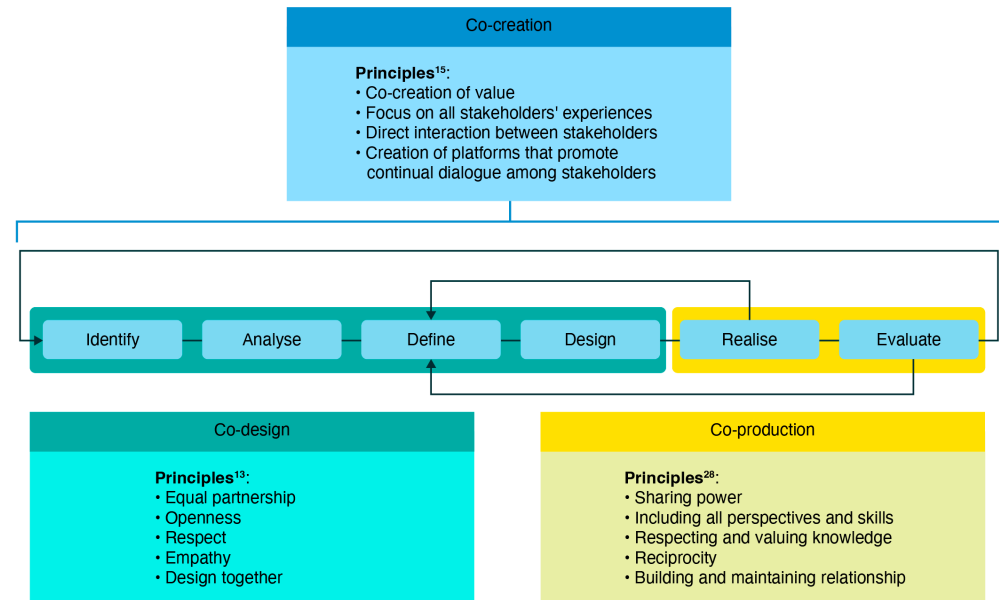 Co-creation
Principles¹⁵:
• Co-creation of value
• Focus on all stakeholders' experiences
• Direct interaction between stakeholders
• Creation of platforms that promote
continual dialogue among stakeholders
Identify
Analyse
Define
Design
Realise
Evaluate
Co-design
Principles¹³:
• Equal partnership
• Openness
• Respect
• Empathy
• Design together
Co-production
Principles²⁸:
• Sharing power
• Including all perspectives and skills
• Respecting and valuing knowledge
• Reciprocity
• Building and maintaining relationship